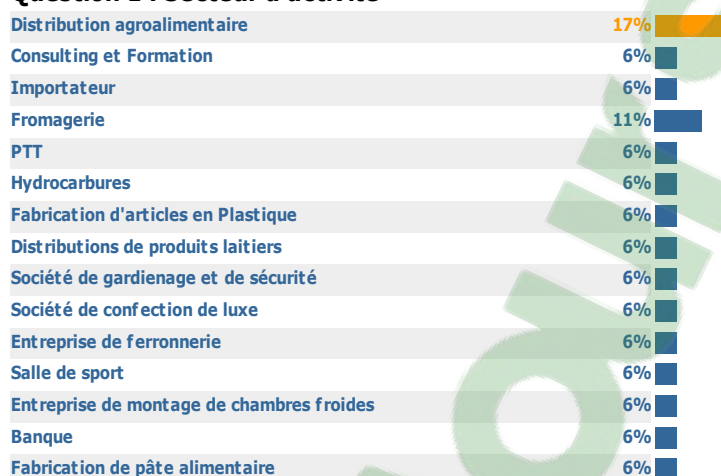 Distribution agroalimentaire 17%
Consulting et Formation 6%
Importateur 6%
Fromagerie 11%
PTT 6%
Hydrocarbures 6%
Fabrication d'articles en Plastique 6%
Distributions de produits laitiers 6%
Société de gardienage et de sécurité 6%
Société de confection de luxe 6%
Entreprise de ferronnerie 6%
Salle de sport 6%
Entreprise de montage de chambres froides 6%
Banque 6%
Fabrication de pâte alimentaire 6%